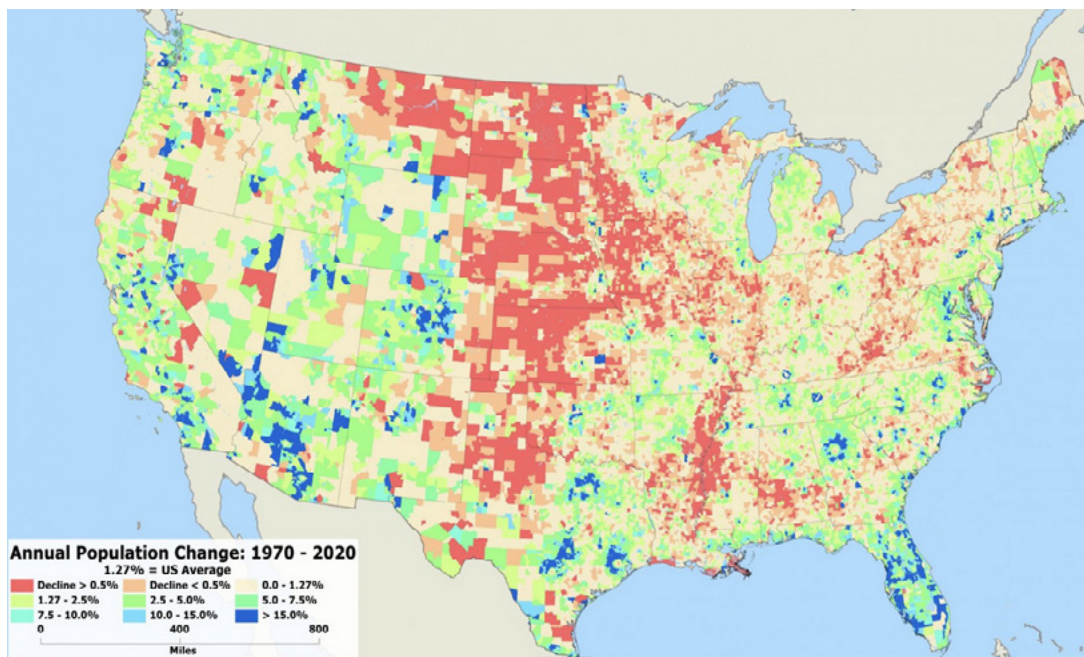 Annual Population Change: 1970 - 2020
1.27% = US Average
Decline > 0.5% Decline < 0.5% 0.0 - 1.27%
1.27 - 2.5% 2.5 - 5.0% 5.0 - 7.5%
7.5 - 10.0% 10.0 - 15.0% > 15.0%
0 400 800
Miles